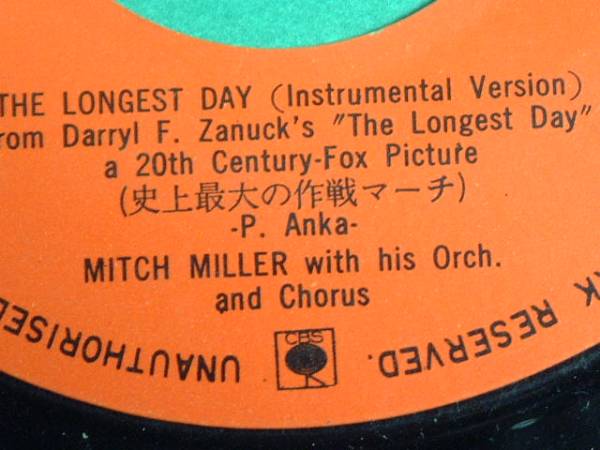 THE LONGEST DAY (Instrumental Version)
rom Darryl F. Zanuck's "The Longest Day"
a 20th Century-Fox Picture
(史上最大の作戦マーチ)
-P. Anka-
MITCH MILLER with his Orch.
and Chorus
K RESERVED.
CBS
UNAUTHORISED